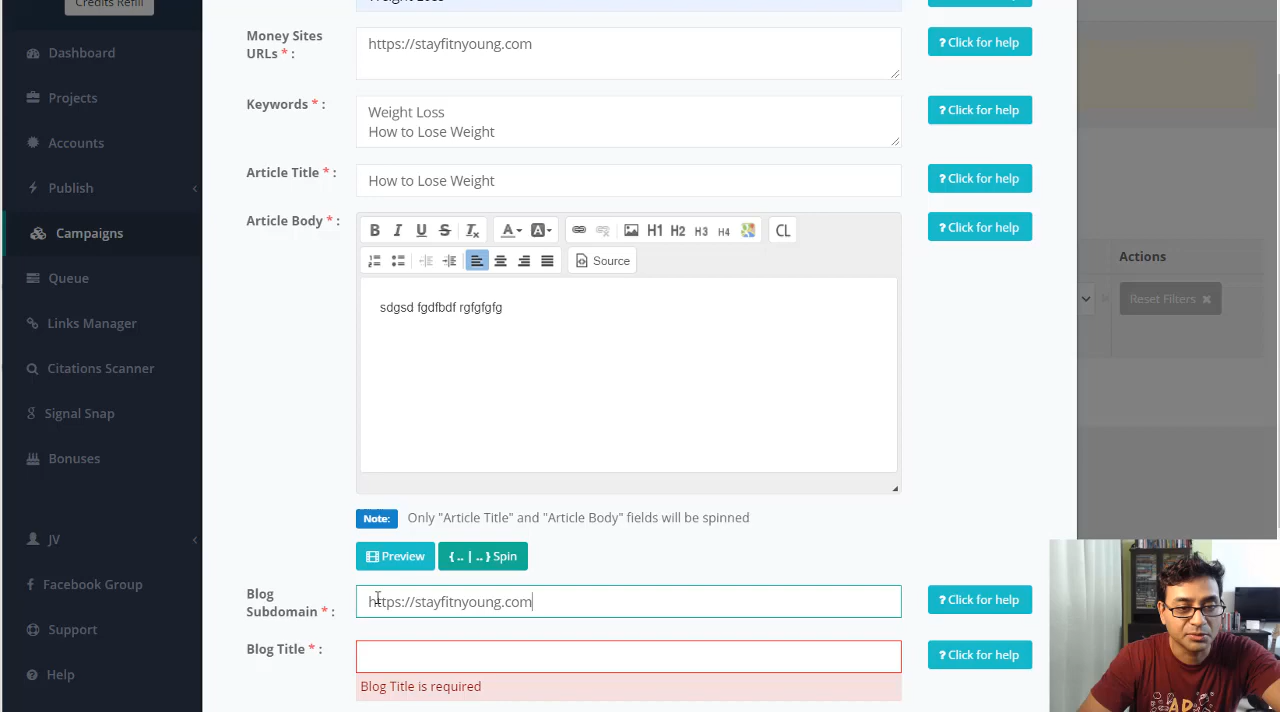 Credits Refill
Dashboard
Projects
Accounts
Publish
Campaigns
Queue
Links Manager
Citations Scanner
Signal Snap
Bonuses
JV
Facebook Group
Support
Help
Weight Loss
Money Sites
URLs * :
https://stayfitnyoung.com
? Click for help
Keywords * :
Weight Loss
How to Lose Weight
? Click for help
Article Title * :
How to Lose Weight
? Click for help
Article Body * :
B I U S Tx A A H1 H2 H3 H4 CL
Source
? Click for help
sdgsd fgdfbdf rgfgfgfg
Note: Only "Article Title" and "Article Body" fields will be spinned
Preview
{ .. | .. } Spin
Blog
Subdomain * :
https://stayfitnyoung.com
? Click for help
Blog Title * :
? Click for help
Blog Title is required
Actions
Reset Filters ×